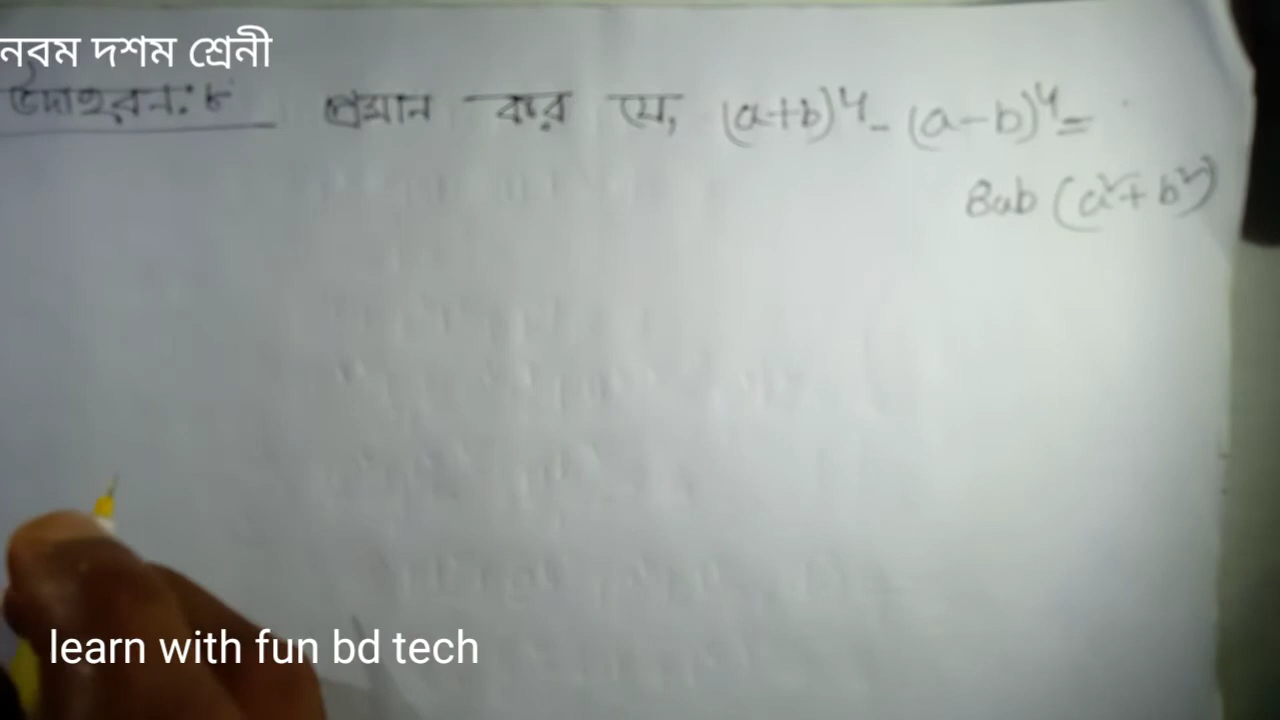 নবম দশম শ্রেনী
উদাহরন: ৮ প্রমান কর যে, (a+b)⁴ - (a-b)⁴ =
8ab (a²+b²)
learn with fun bd tech